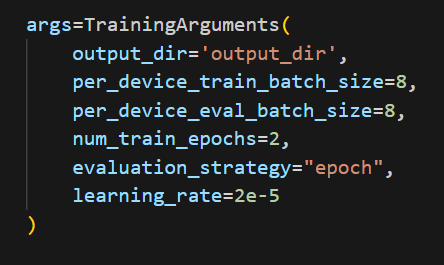 args=TrainingArguments(
    output_dir='output_dir',
    per_device_train_batch_size=8,
    per_device_eval_batch_size=8,
    num_train_epochs=2,
    evaluation_strategy="epoch",
    learning_rate=2e-5
)